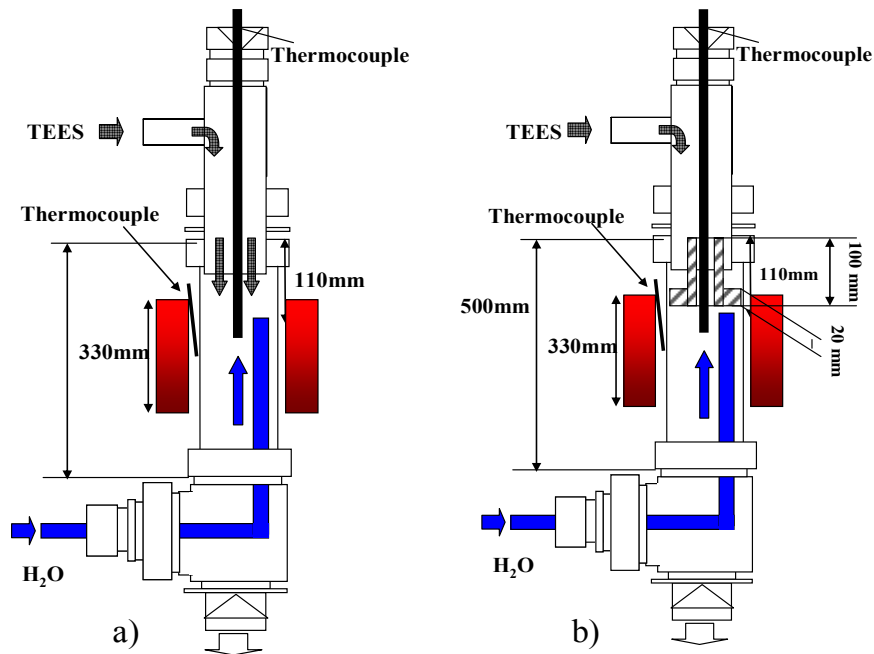 Thermocouple
TEES
Thermocouple
110mm
330mm
H₂O
a)
Thermocouple
TEES
Thermocouple
100 mm
110mm
500mm
20 mm
330mm
H₂O
b)